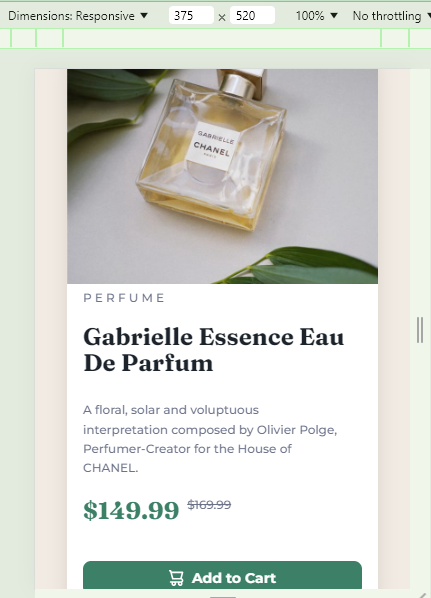 Dimensions: Responsive ▼ 375 × 520 100% ▼ No throttling ▼
GABRIELLE
CHANEL
PARIS
PERFUME
Gabrielle Essence Eau
De Parfum
A floral, solar and voluptuous
interpretation composed by Olivier Polge,
Perfumer-Creator for the House of
CHANEL.
$149.99 $169.99
Add to Cart